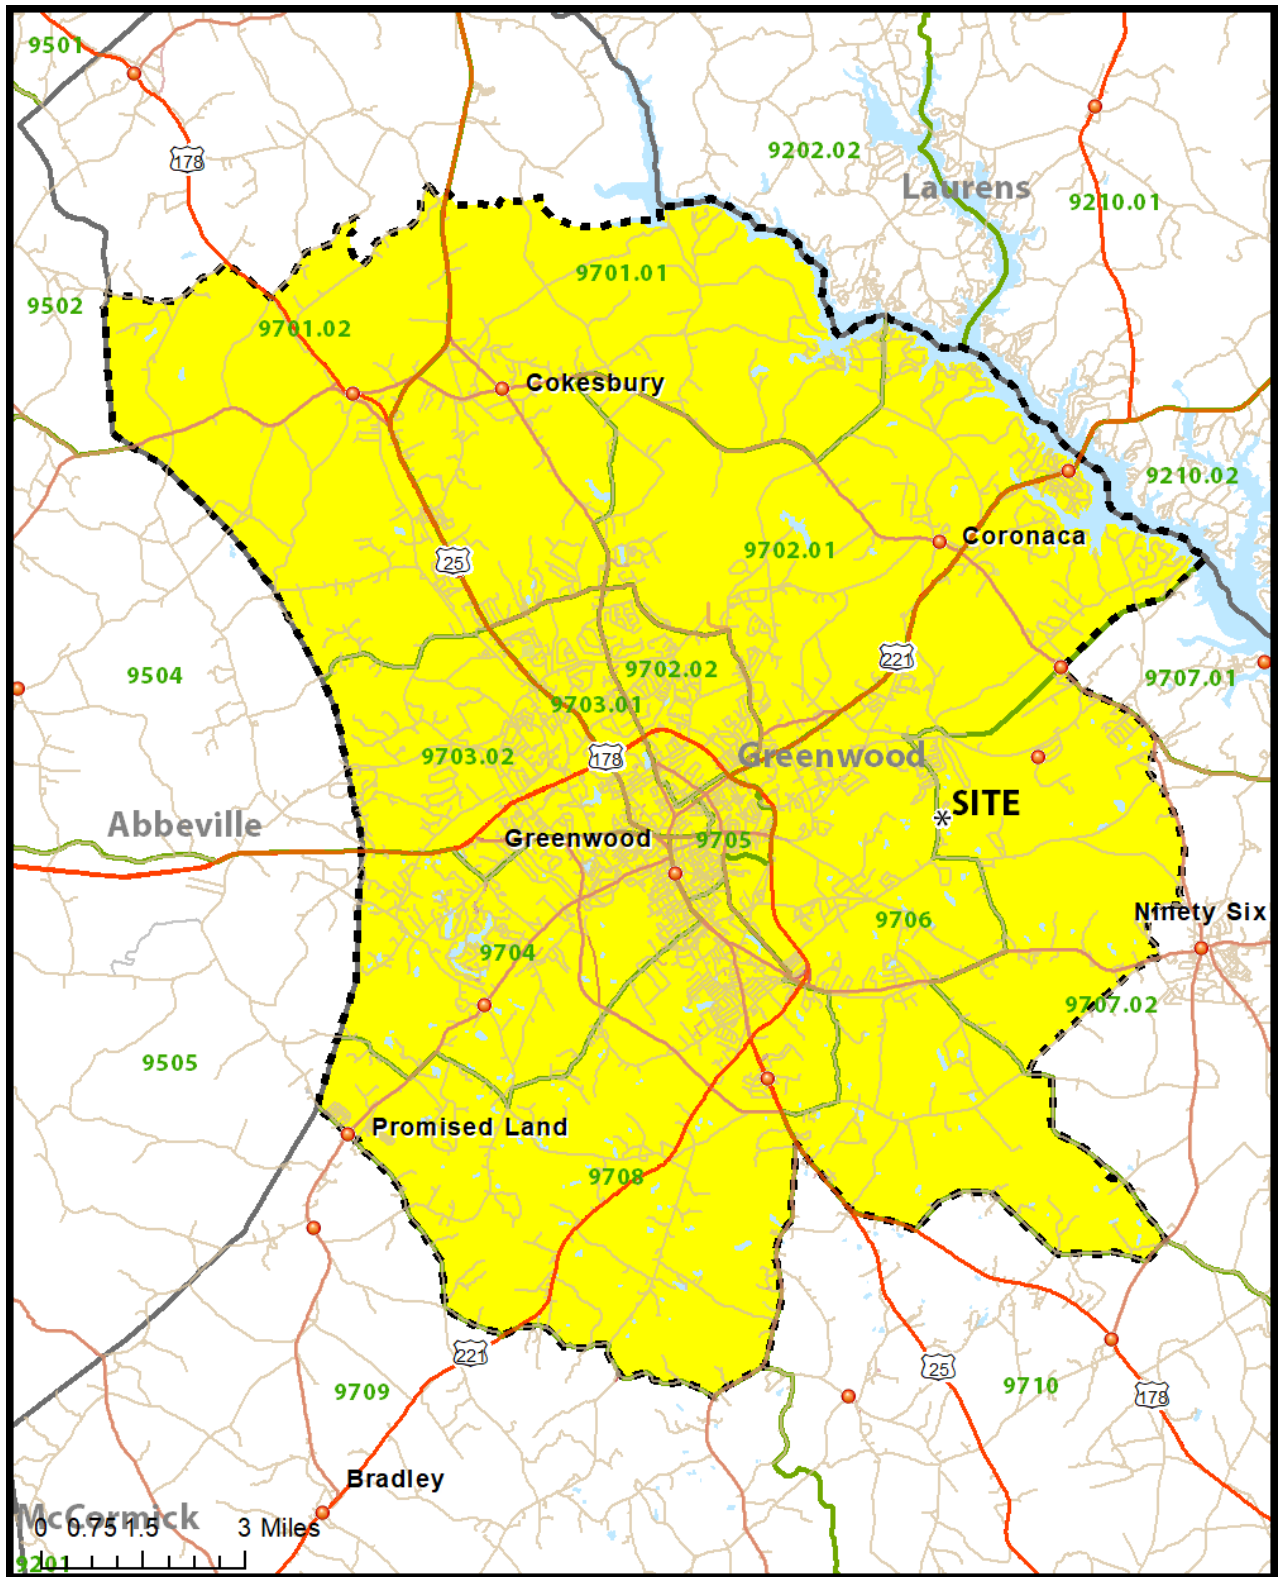 9501
178
9202.02
Laurens
9210.01
9701.01
9502
9701.02
Cokesbury
9210.02
Coronaca
9702.01
25
221
9504
9702.02
9707.01
9703.01
9703.02
178
Greenwood
SITE
*
Abbeville
Greenwood
9705
9706
Ninety Six
9704
9707.02
9505
Promised Land
9708
221
25
9709
9710
178
Bradley
McCormick
0 0.75 1.5 3 Miles
9201